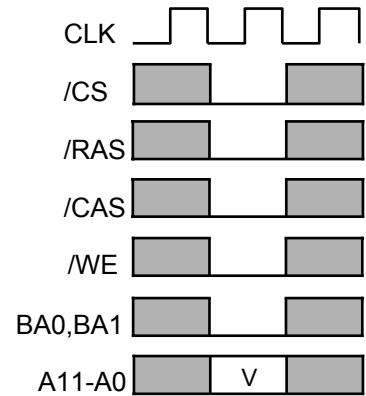 CLK
/CS
/RAS
/CAS
/WE
BA0,BA1
A11-A0 V